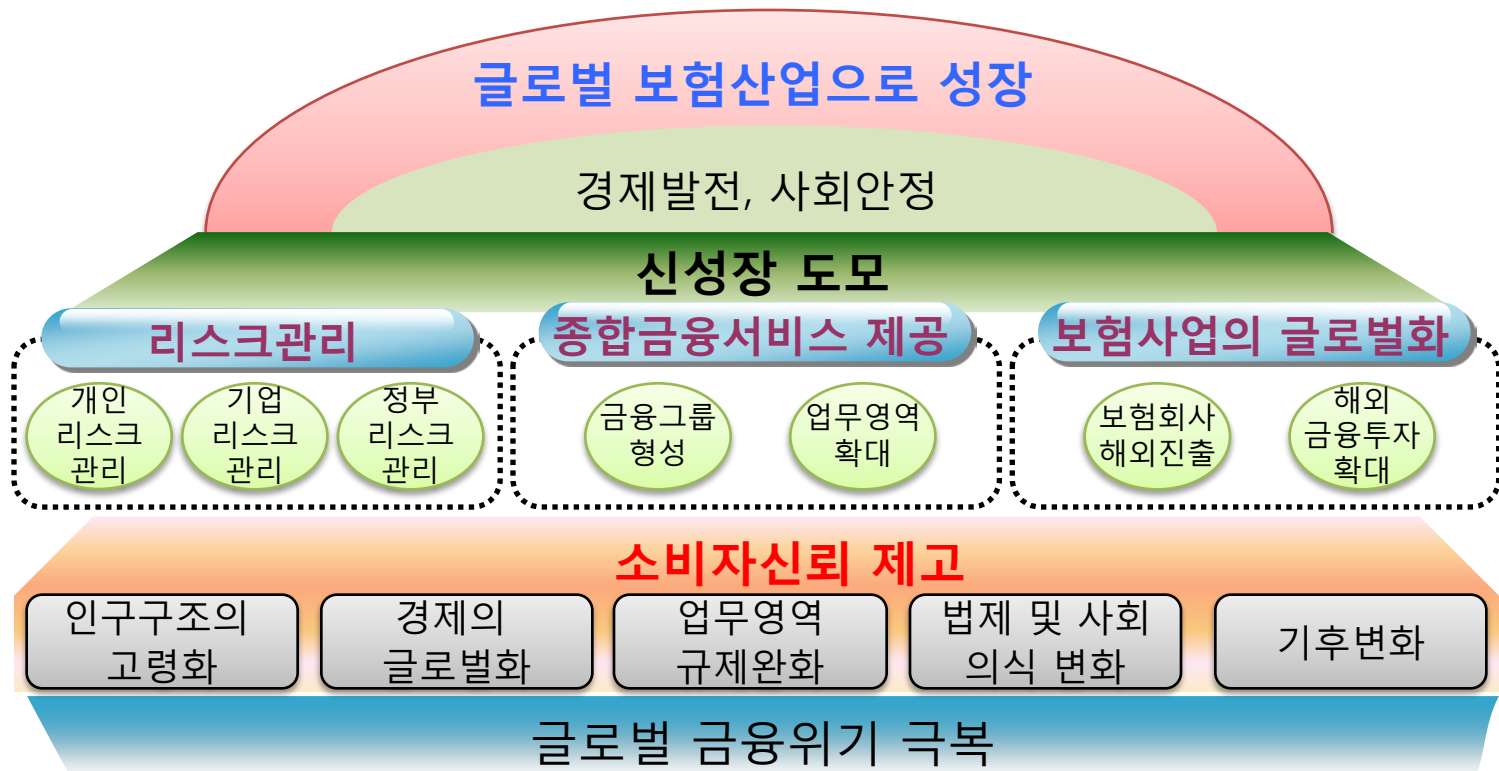 글로벌 보험산업으로 성장
경제발전, 사회안정
신성장 도모
리스크관리
종합금융서비스 제공
보험사업의 글로벌화
개인
리스크
관리
기업
리스크
관리
정부
리스크
관리
금융그룹
형성
업무영역
확대
보험회사
해외진출
해외
금융투자
확대
소비자신뢰 제고
인구구조의
고령화
경제의
글로벌화
업무영역
규제완화
법제 및 사회
의식 변화
기후변화
글로벌 금융위기 극복